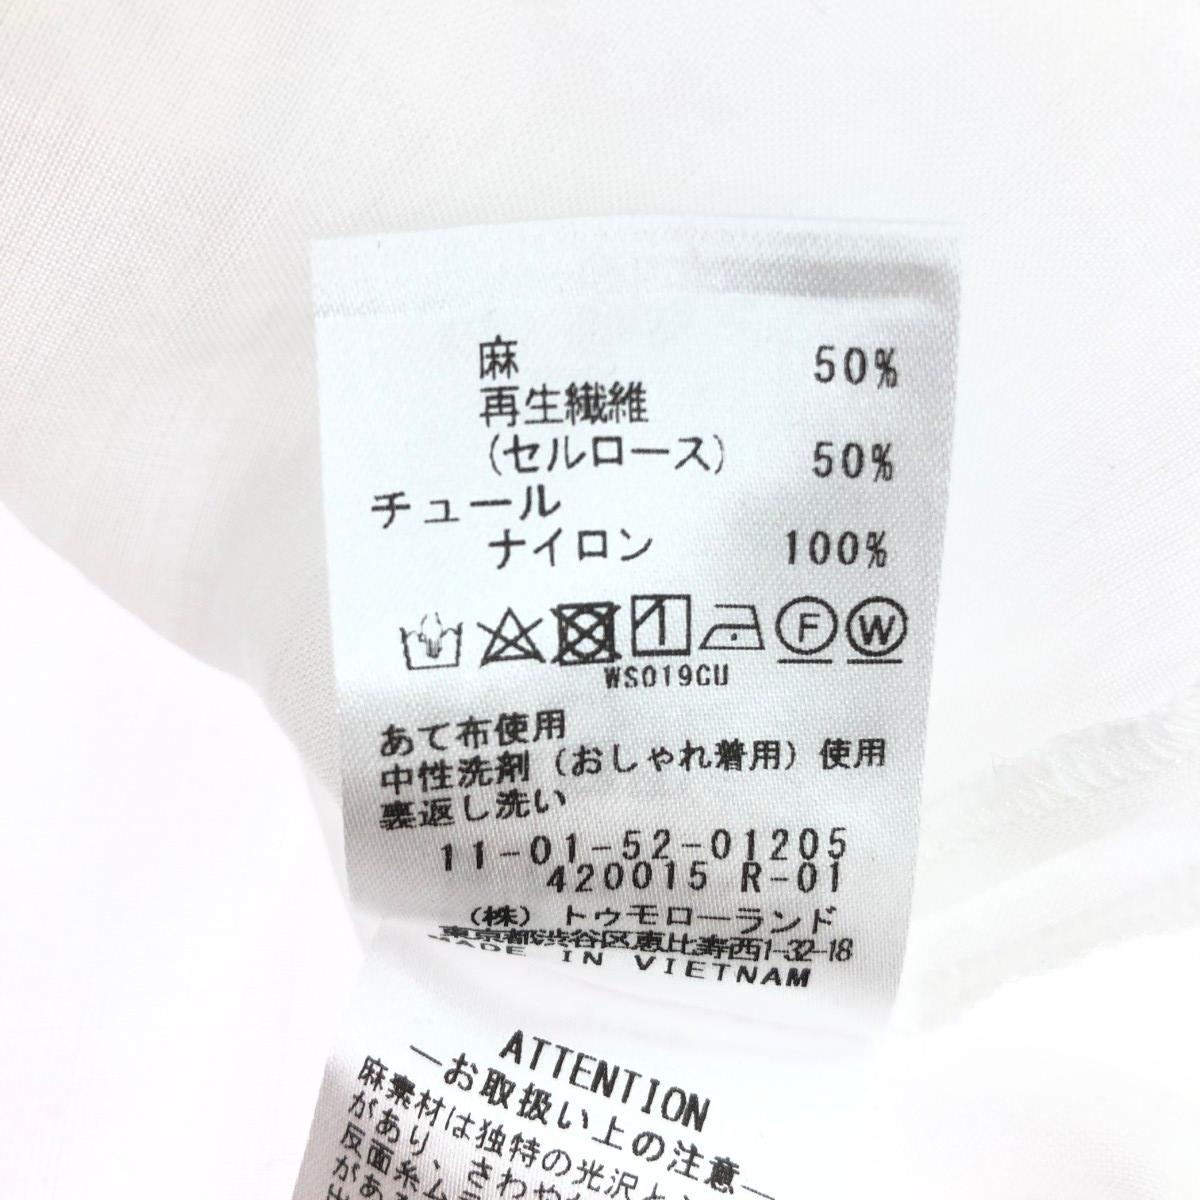 麻 50%
再生繊維
(セルロース) 50%
チュール
ナイロン 100%
F W
WS019CU
あて布使用
中性洗剤(おしゃれ着用)使用
裏返し洗い
11-01-52-01205
420015 R-01
(株)トゥモローランド
東京都渋谷区恵比寿西1-32-18
MADE IN VIETNAM
ATTENTION
―お取扱い上の注意―
麻素材は独特の光沢と
があり、さわやか
反面糸ムラ
があ